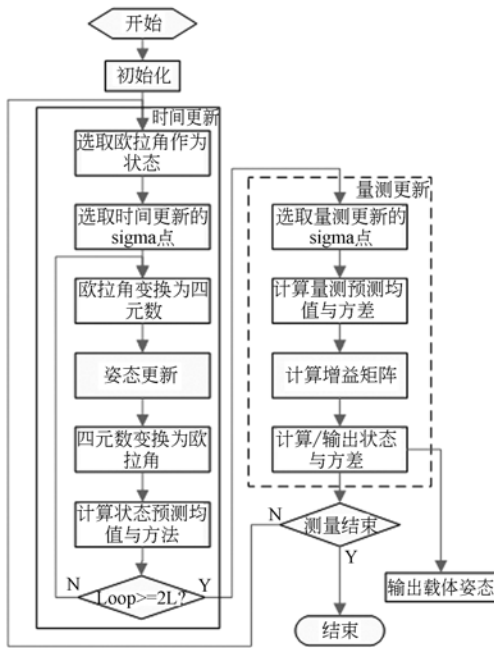 开始
初始化
时间更新
选取欧拉角作为
状态
选取时间更新的
sigma点
欧拉角变换为四
元数
姿态更新
四元数变换为欧
拉角
计算状态预测均
值与方法
N
Loop>=2L?
Y
量测更新
选取量测更新的
sigma点
计算量测预测均
值与方差
计算增益矩阵
计算/输出状态
与方差
N
测量结束
Y
输出载体姿态
结束